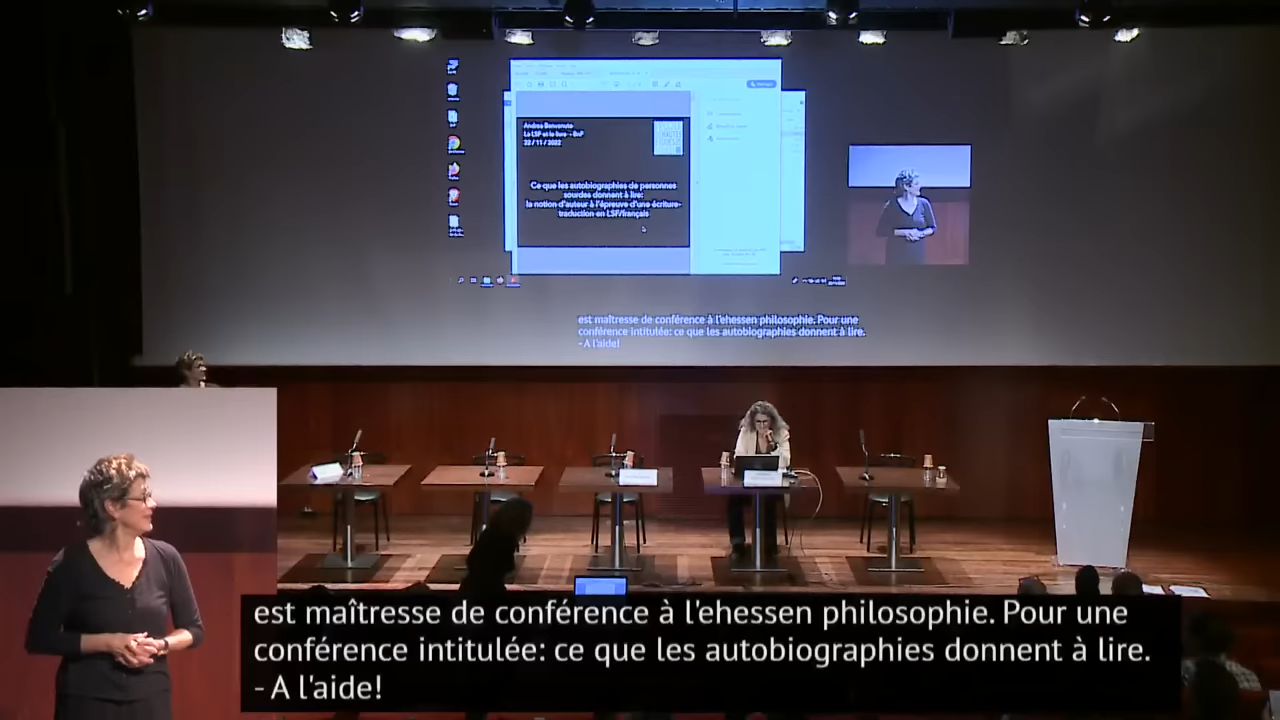 Andrea Benvenuto
La LSF et le livre - BnF
22 / 11 / 2022
Ce que les autobiographies de personnes
sourdes donnent à lire:
la notion d'auteur à l'épreuve d'une écriture-
traduction en LSF/français
est maîtresse de conférence à l'ehessen philosophie. Pour une
conférence intitulée: ce que les autobiographies donnent à lire.
- A l'aide!
est maîtresse de conférence à l'ehessen philosophie. Pour une
conférence intitulée: ce que les autobiographies donnent à lire.
- A l'aide!